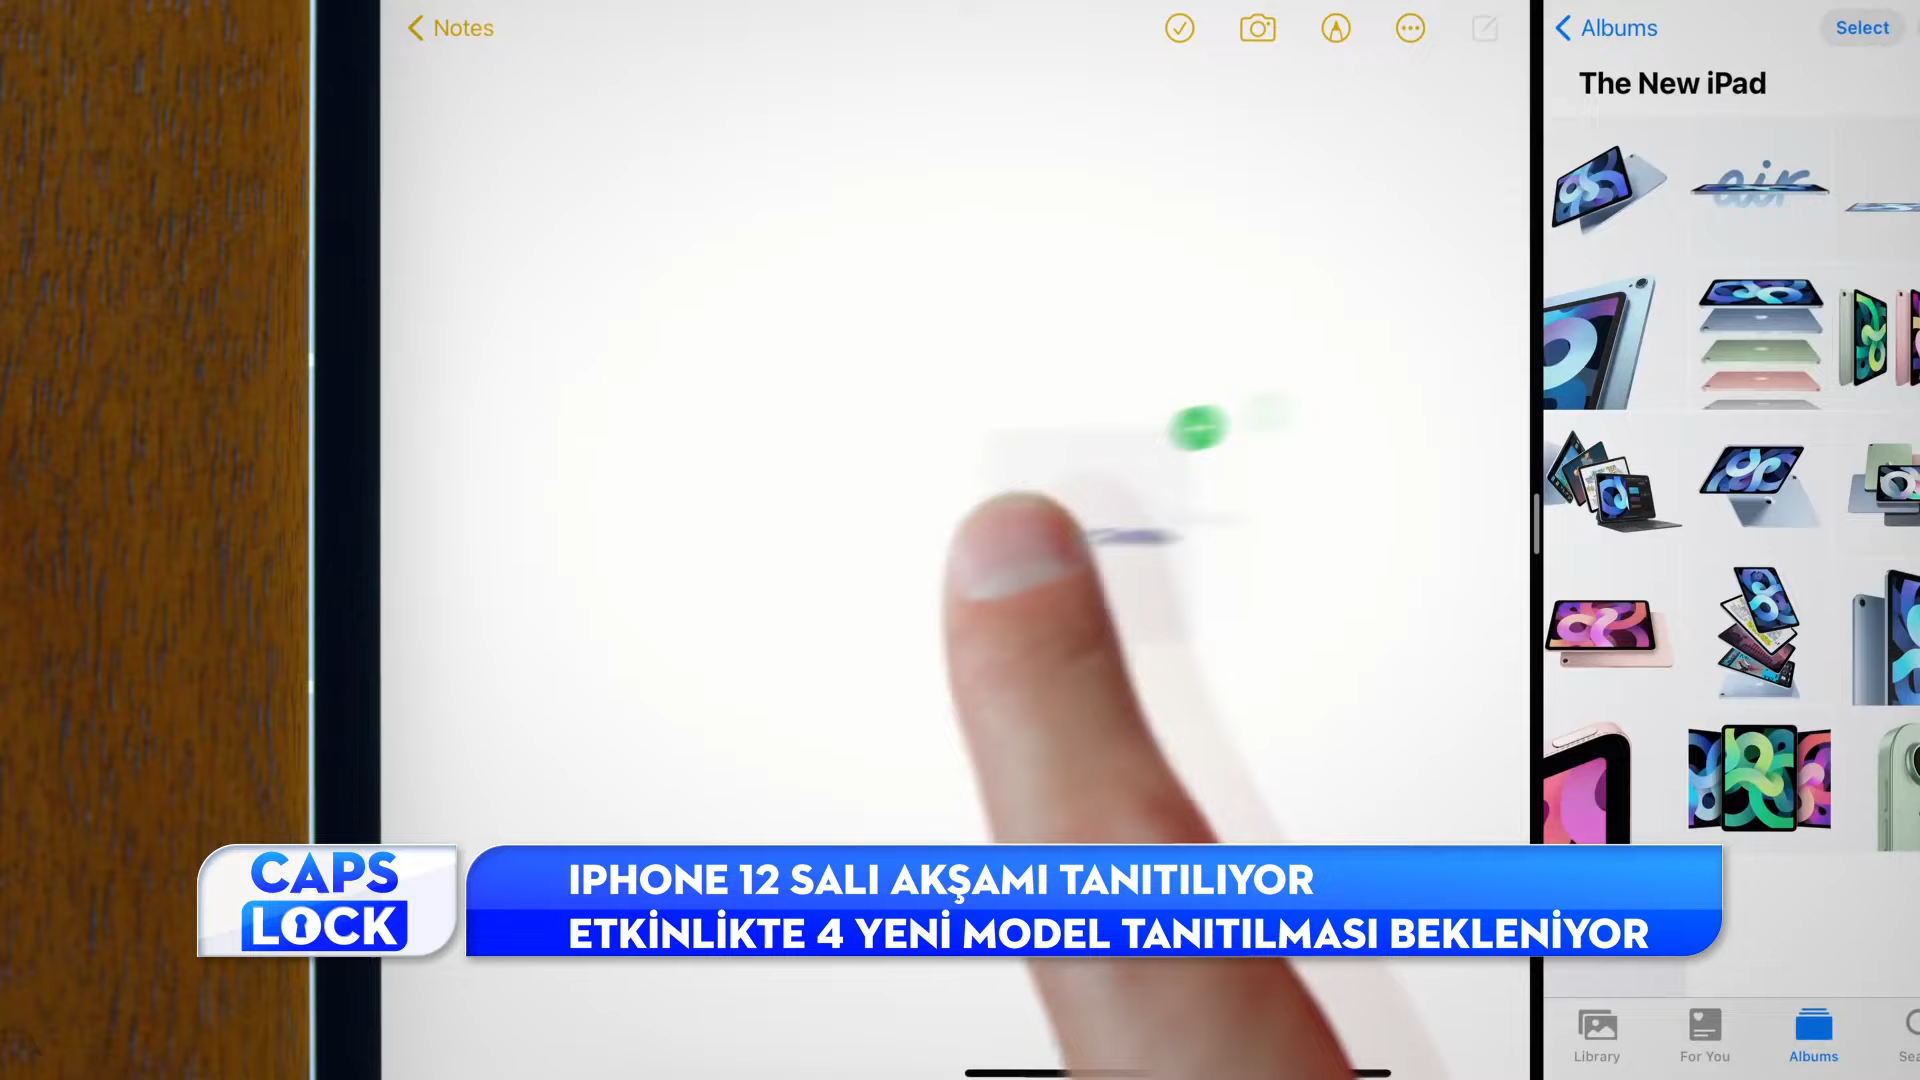 Notes
Albums
Select
The New iPad
air
CAPS
LOCK
IPHONE 12 SALI AKŞAMI TANITILIYOR
ETKİNLİKTE 4 YENİ MODEL TANITILMASI BEKLENİYOR
Library
For You
Albums